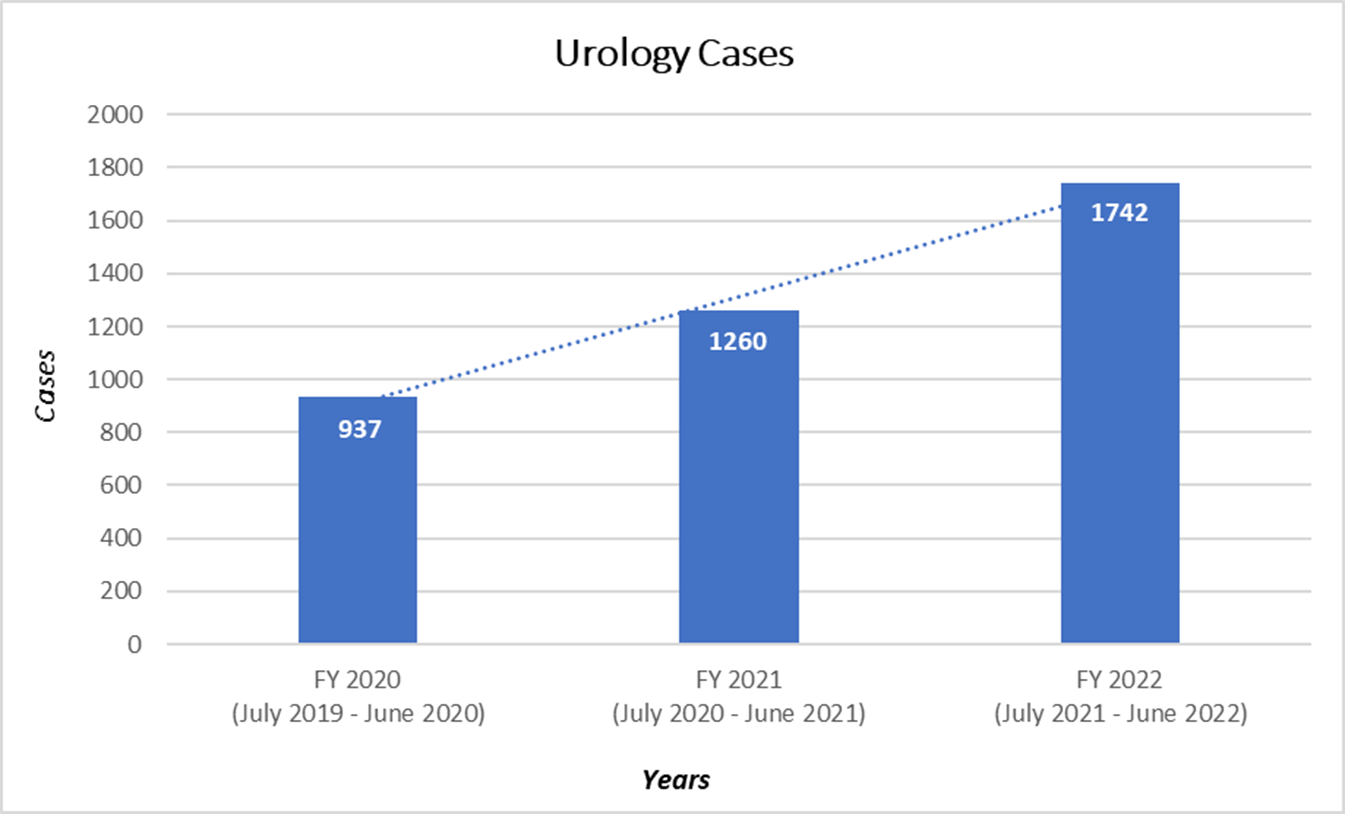 Urology Cases
2000
1800
1600
1400
1200
1000
800
600
400
200
0
Cases
937
1260
1742
FY 2020
(July 2019 - June 2020)
FY 2021
(July 2020 - June 2021)
FY 2022
(July 2021 - June 2022)
Years